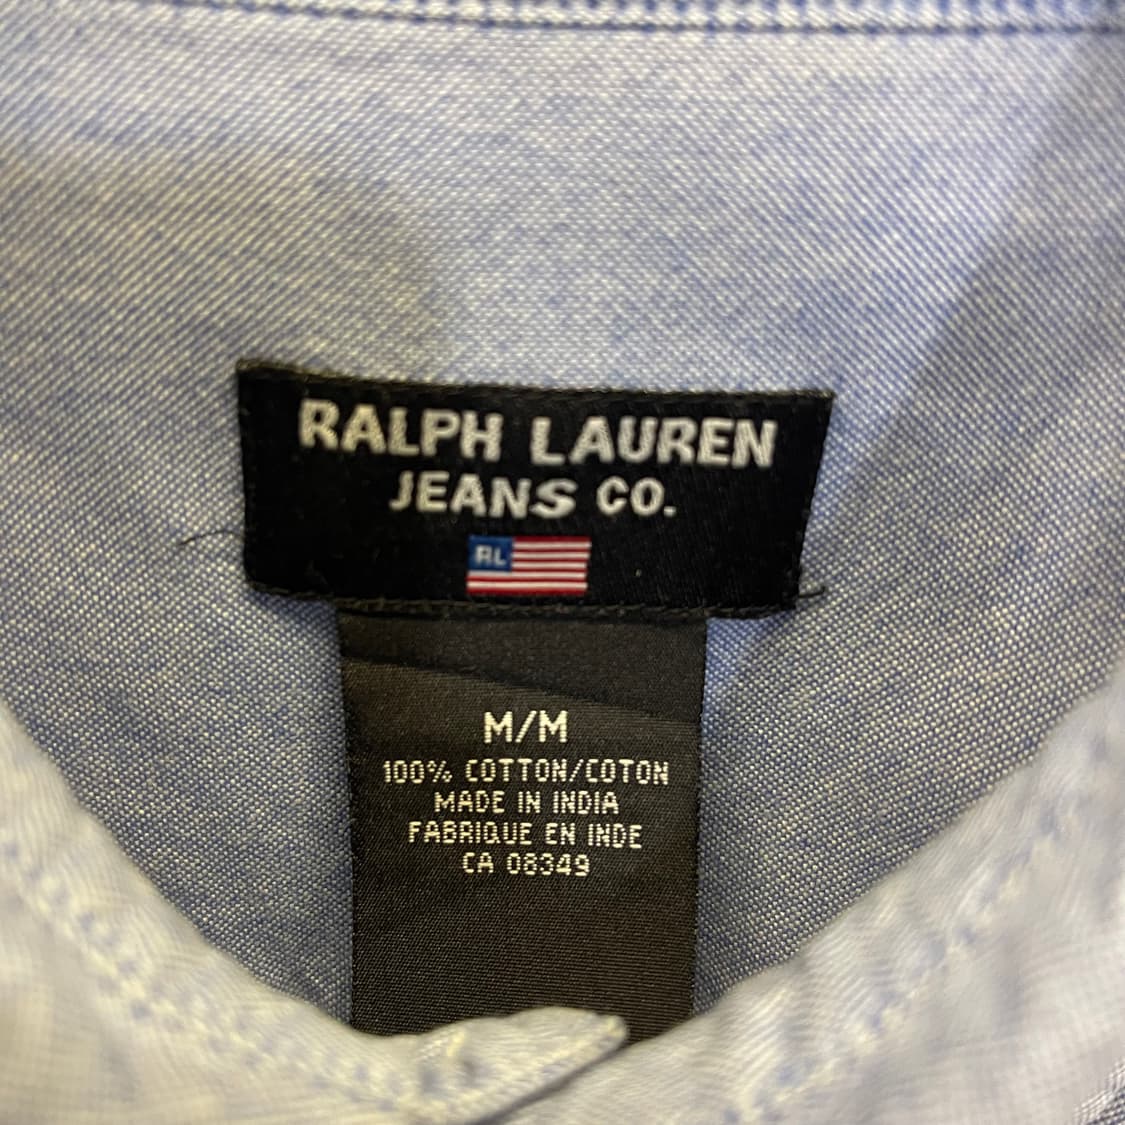 RALPH LAUREN
JEANS CO.
RL
M/M
100% COTTON/COTON
MADE IN INDIA
FABRIQUE EN INDE
CA 08349